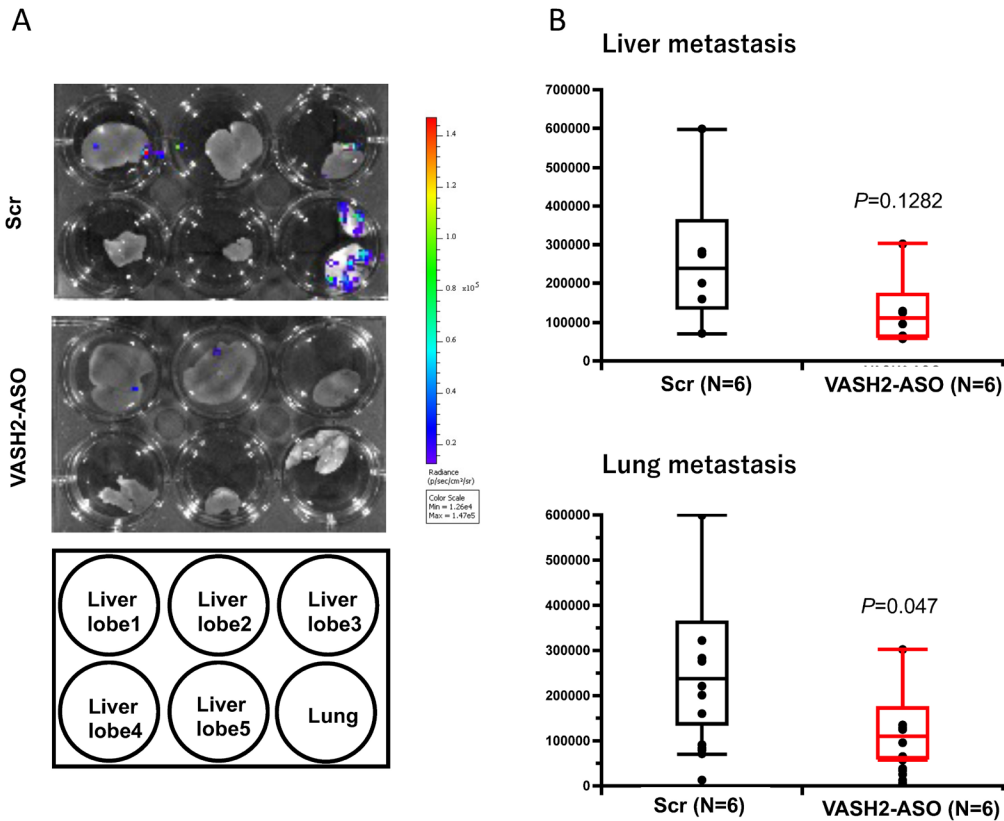 A
Scr
VASH2-ASO
1.4
1.2
1.0
0.8
x10⁵
0.6
0.4
0.2
Radiance
(p/sec/cm²/sr)
Color Scale
Min = 1.26e4
Max = 1.47e5
Liver
lobe1
Liver
lobe2
Liver
lobe3
Liver
lobe4
Liver
lobe5
Lung
B
Liver metastasis
700000
600000
500000
400000
300000
200000
100000
0
P=0.1282
Scr (N=6)
VASH2-ASO (N=6)
Lung metastasis
600000
500000
400000
300000
200000
100000
0
P=0.047
Scr (N=6)
VASH2-ASO (N=6)